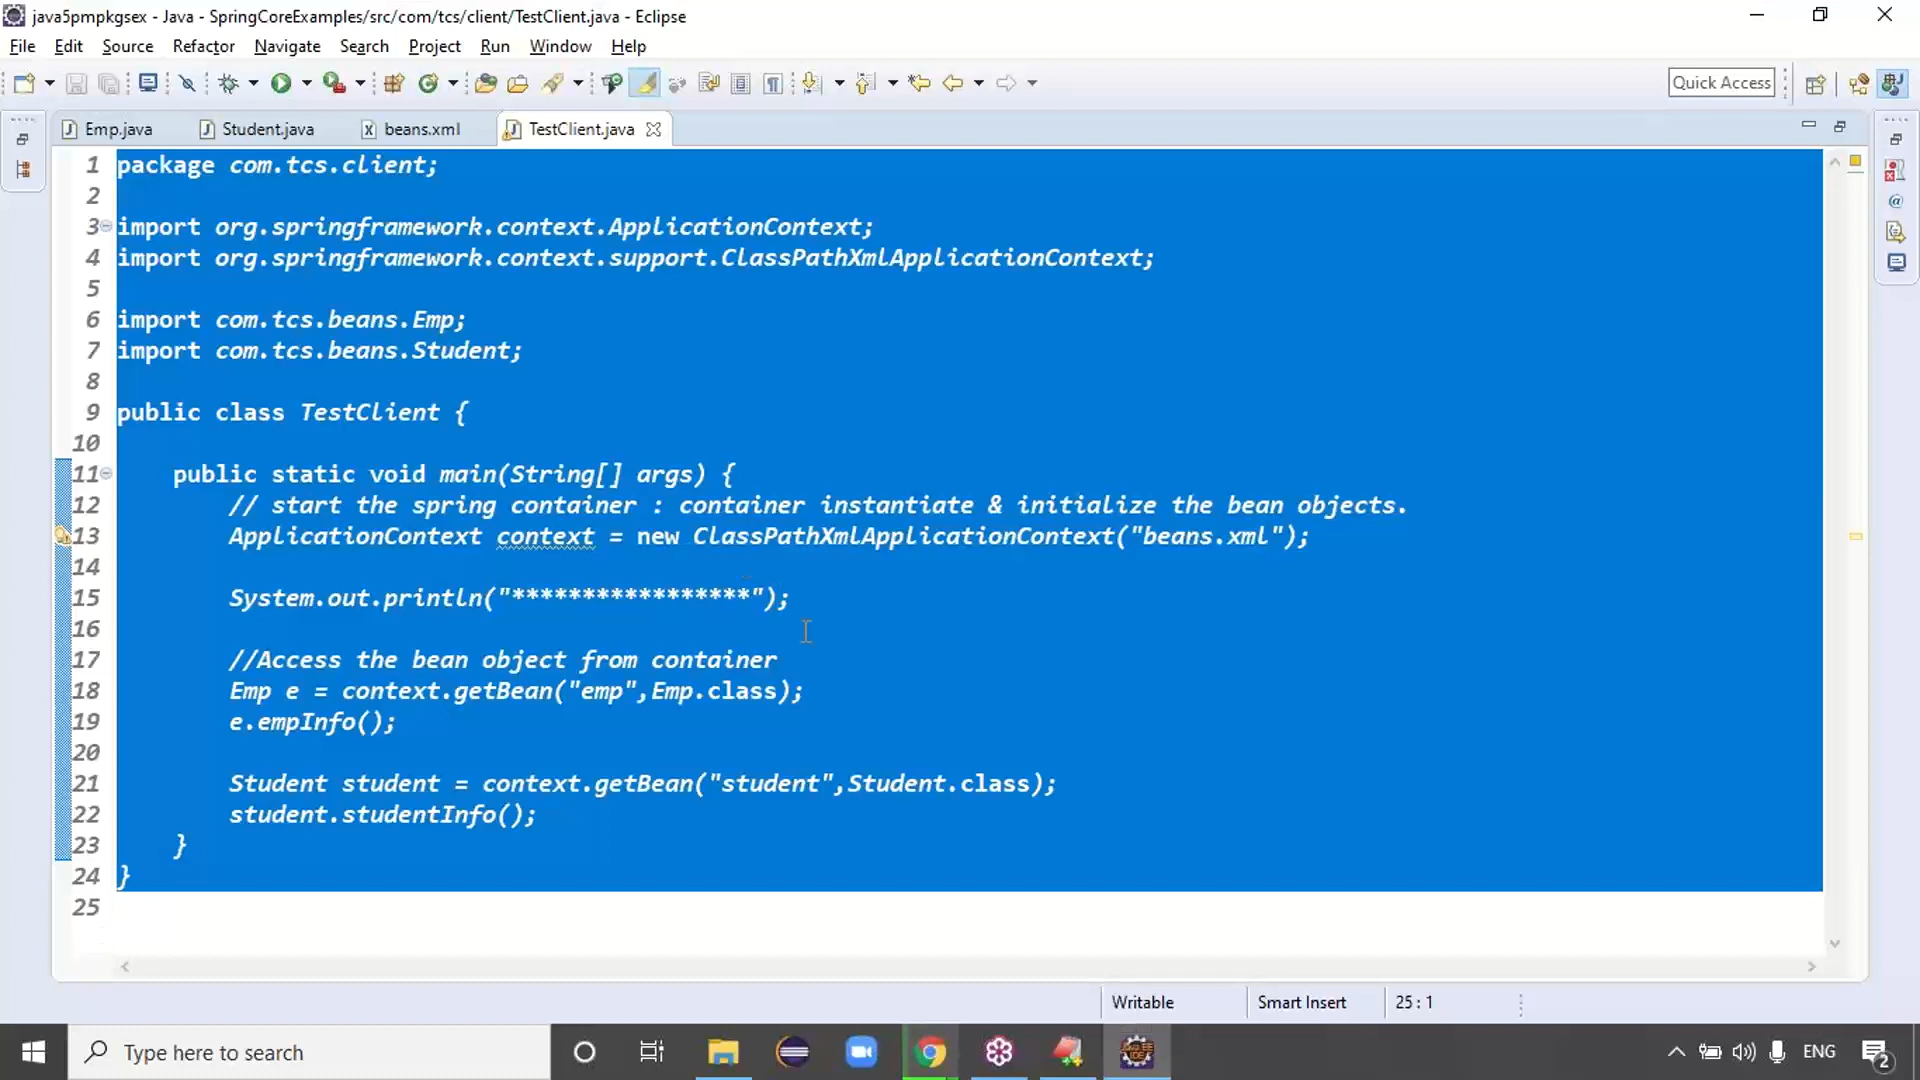 java5pmpkgsex - Java - SpringCoreExamples/src/com/tcs/client/TestClient.java - Eclipse
File Edit Source Refactor Navigate Search Project Run Window Help
Quick Access
Emp.java Student.java beans.xml TestClient.java
1 package com.tcs.client;
2
3 import org.springframework.context.ApplicationContext;
4 import org.springframework.context.support.ClassPathXmlApplicationContext;
5
6 import com.tcs.beans.Emp;
7 import com.tcs.beans.Student;
8
9 public class TestClient {
10
11 public static void main(String[] args) {
12 // start the spring container : container instantiate & initialize the bean objects.
13 ApplicationContext context = new ClassPathXmlApplicationContext("beans.xml");
14
15 System.out.println("*****************");
16
17 //Access the bean object from container
18 Emp e = context.getBean("emp",Emp.class);
19 e.empInfo();
20
21 Student student = context.getBean("student",Student.class);
22 student.studentInfo();
23 }
24 }
25
Writable Smart Insert 25 : 1
Type here to search
ENG
2